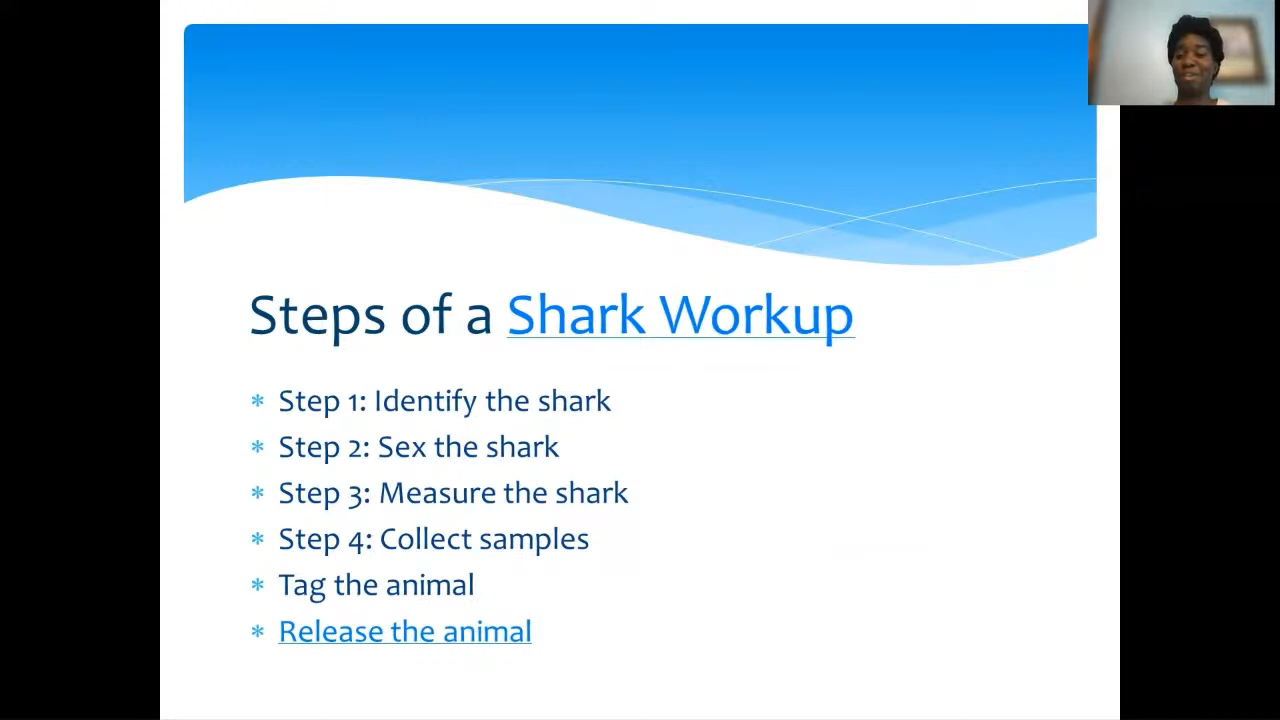 Steps of a Shark Workup
* Step 1: Identify the shark
* Step 2: Sex the shark
* Step 3: Measure the shark
* Step 4: Collect samples
* Tag the animal
* Release the animal